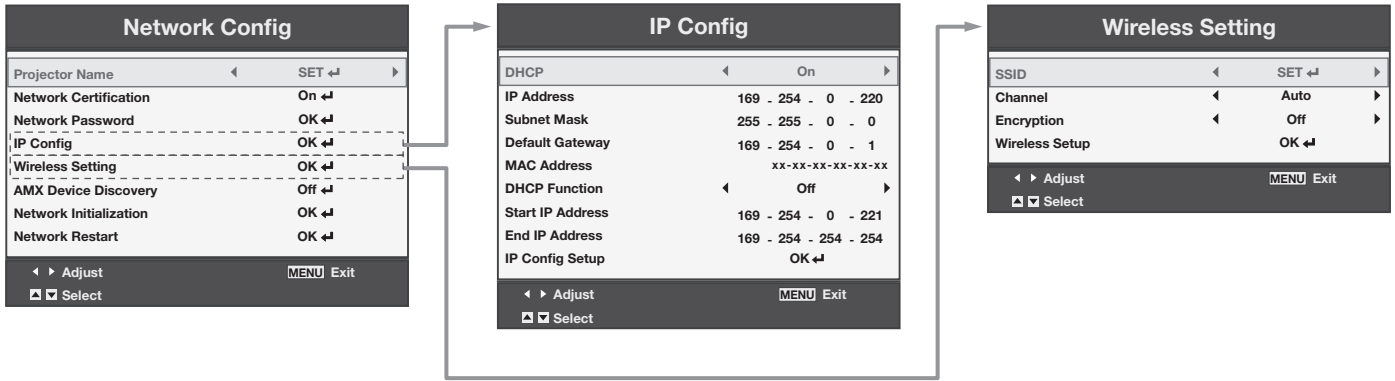 Network Config
Projector Name ◀ SET ↵ ▶
Network Certification On ↵
Network Password OK ↵
IP Config OK ↵
Wireless Setting OK ↵
AMX Device Discovery Off ↵
Network Initialization OK ↵
Network Restart OK ↵
◀ ▶ Adjust MENU Exit
▲ ▼ Select
IP Config
DHCP ◀ On ▶
IP Address 169 - 254 - 0 - 220
Subnet Mask 255 - 255 - 0 - 0
Default Gateway 169 - 254 - 0 - 1
MAC Address xx-xx-xx-xx-xx-xx
DHCP Function ◀ Off ▶
Start IP Address 169 - 254 - 0 - 221
End IP Address 169 - 254 - 254 - 254
IP Config Setup OK ↵
◀ ▶ Adjust MENU Exit
▲ ▼ Select
Wireless Setting
SSID ◀ SET ↵ ▶
Channel ◀ Auto ▶
Encryption ◀ Off ▶
Wireless Setup OK ↵
◀ ▶ Adjust MENU Exit
▲ ▼ Select